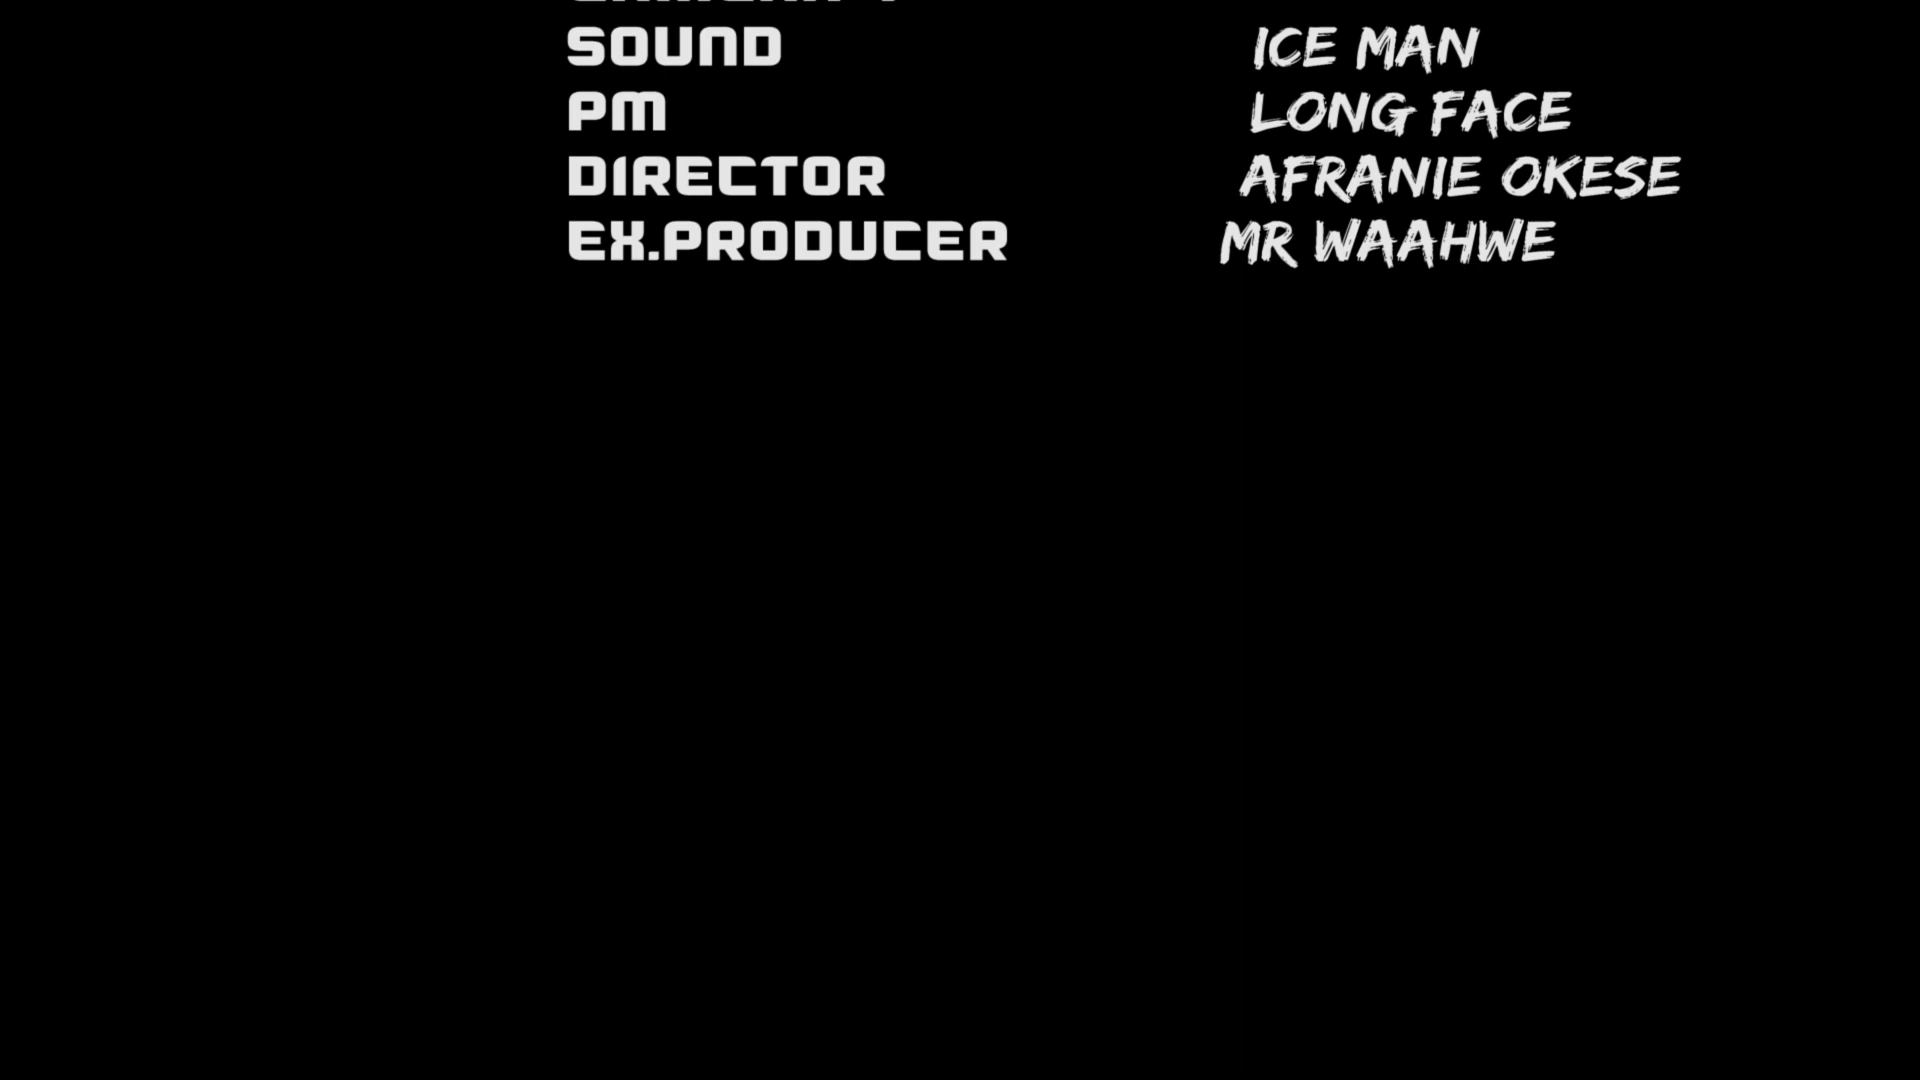 SOUND ICE MAN
PM LONG FACE
DIRECTOR AFRANIE OKESE
EX.PRODUCER MR WAAHWE